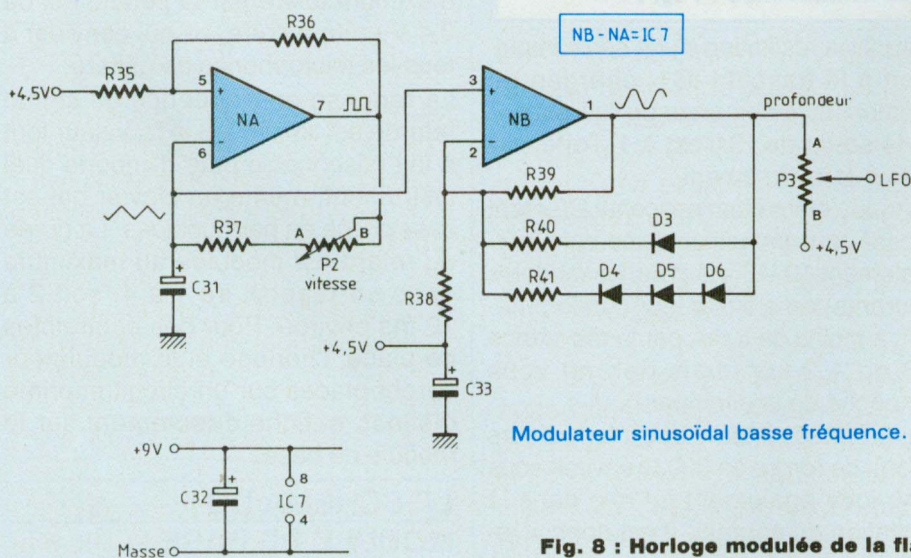 R36
NB-NA=IC7
R35
+4,5V
5
+
NA
7
6
-
3
+
NB
1
2
-
profondeur
A
P3
LFO
B
+4,5V
R39
R40
D3
R41
D4
D5
D6
R37
A
B
P2
vitesse
+
C31
R38
+4,5V
+
C33
Modulateur sinusoïdal basse fréquence.
+9V
+
C32
8
IC7
4
Masse
Fig. 8 : Horloge modulée de la fl